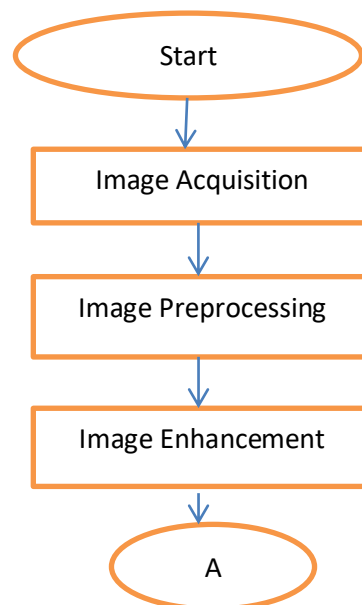 Start
Image Acquisition
Image Preprocessing
Image Enhancement
A